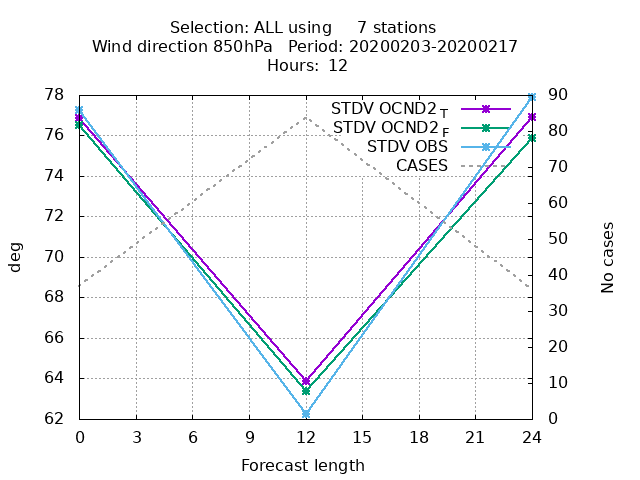 Selection: ALL using     7 stations
Wind direction 850hPa   Period: 20200203-20200217
Hours:  12
STDV OCND2 T
STDV OCND2 F
STDV OBS
CASES
78
76
74
72
70
68
66
64
62
deg
90
80
70
60
50
40
30
20
10
0
No cases
0 3 6 9 12 15 18 21 24
Forecast length